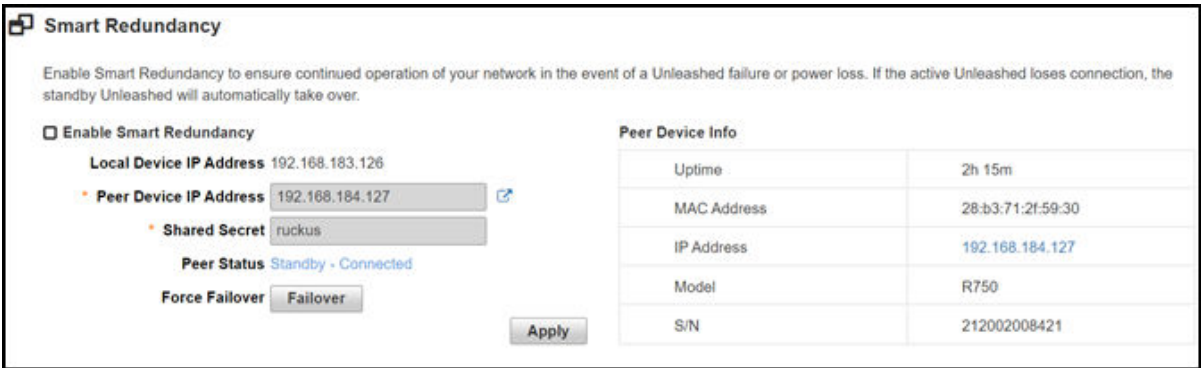 Smart Redundancy
Enable Smart Redundancy to ensure continued operation of your network in the event of a Unleashed failure or power loss. If the active Unleashed loses connection, the
standby Unleashed will automatically take over.
Enable Smart Redundancy
Local Device IP Address 192.168.183.126
* Peer Device IP Address 192.168.184.127
* Shared Secret ruckus
Peer Status Standby - Connected
Force Failover Failover
Apply
Peer Device Info
Uptime 2h 15m
MAC Address 28:b3:71:2f:59:30
IP Address 192.168.184.127
Model R750
S/N 212002008421